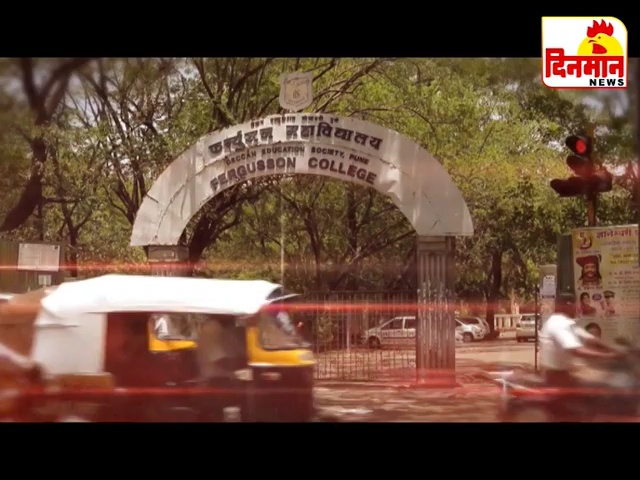 दिनमान
NEWS
फर्ग्युसन महाविद्यालय
DECCAN EDUCATION SOCIETY, PUNE
FERGUSSON COLLEGE